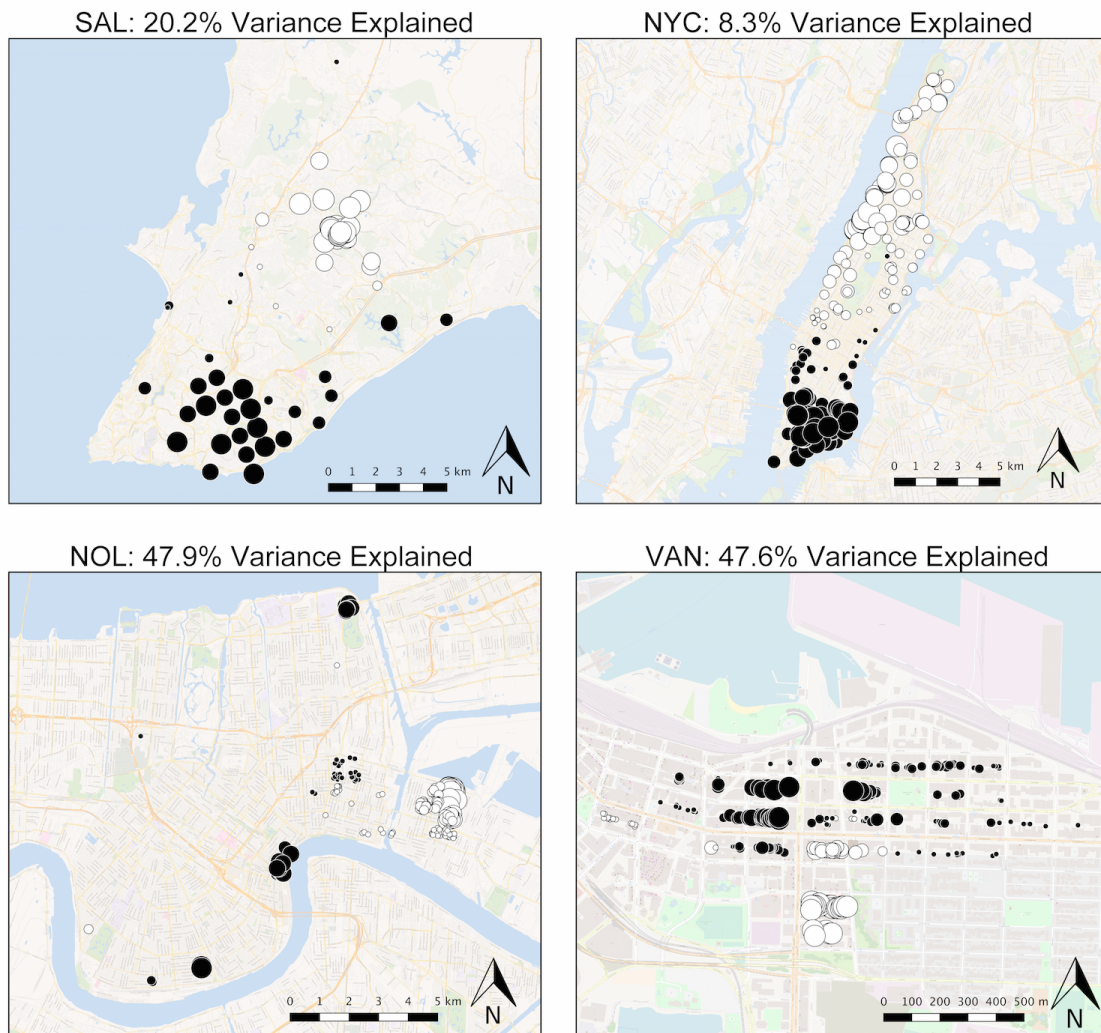 SAL: 20.2% Variance Explained
NYC: 8.3% Variance Explained
0 1 2 3 4 5 km
N
0 1 2 3 4 5 km
N
NOL: 47.9% Variance Explained
VAN: 47.6% Variance Explained
0 1 2 3 4 5 km
N
0 100 200 300 400 500 m
N